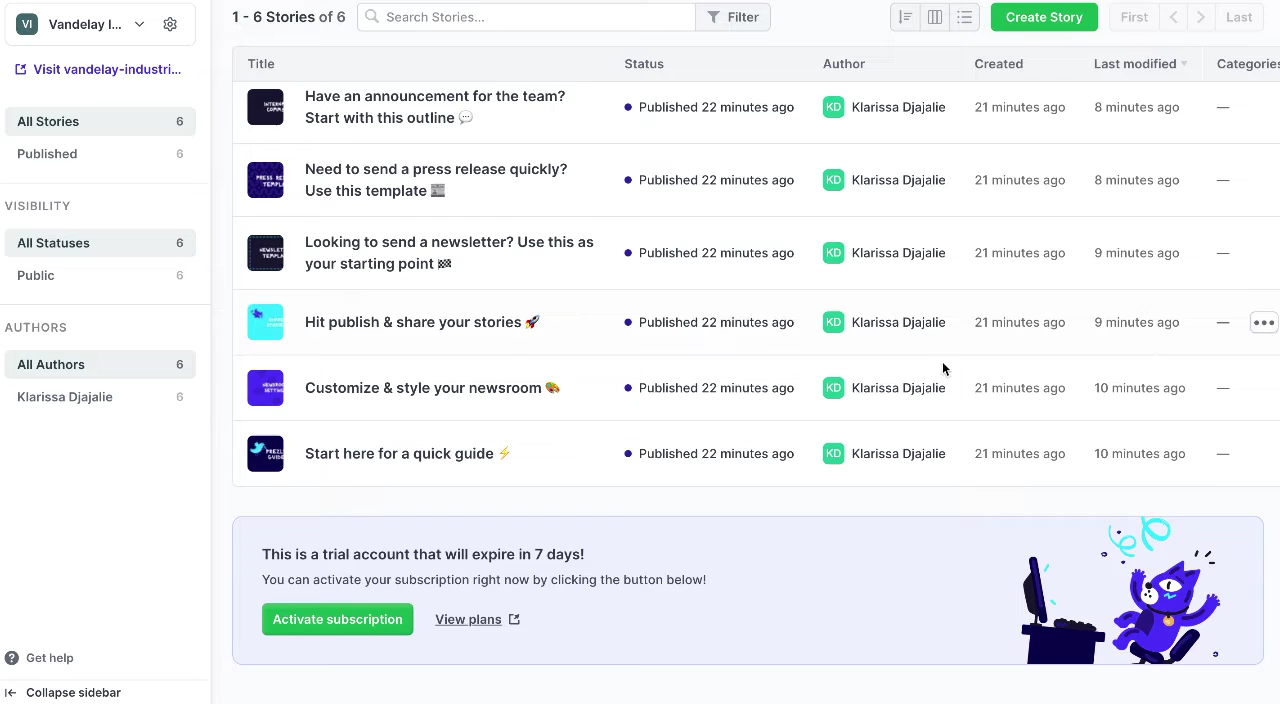 VI Vandelay I...
Visit vandelay-industri...
All Stories 6
Published 6
VISIBILITY
All Statuses 6
Public 6
AUTHORS
All Authors 6
Klarissa Djajalie 6
Get help
Collapse sidebar
1 - 6 Stories of 6
Search Stories...
Filter
Create Story
First
Last
Title Status Author Created Last modified Categories
Have an announcement for the team?
Start with this outline 💬
Published 22 minutes ago KD Klarissa Djajalie 21 minutes ago 8 minutes ago —
Need to send a press release quickly?
Use this template 📰
Published 22 minutes ago KD Klarissa Djajalie 21 minutes ago 8 minutes ago —
Looking to send a newsletter? Use this as
your starting point 🏁
Published 22 minutes ago KD Klarissa Djajalie 21 minutes ago 9 minutes ago —
Hit publish & share your stories 🚀 Published 22 minutes ago KD Klarissa Djajalie 21 minutes ago 9 minutes ago —
Customize & style your newsroom 🎨 Published 22 minutes ago KD Klarissa Djajalie 21 minutes ago 10 minutes ago —
Start here for a quick guide ⚡ Published 22 minutes ago KD Klarissa Djajalie 21 minutes ago 10 minutes ago —
This is a trial account that will expire in 7 days!
You can activate your subscription right now by clicking the button below!
Activate subscription View plans